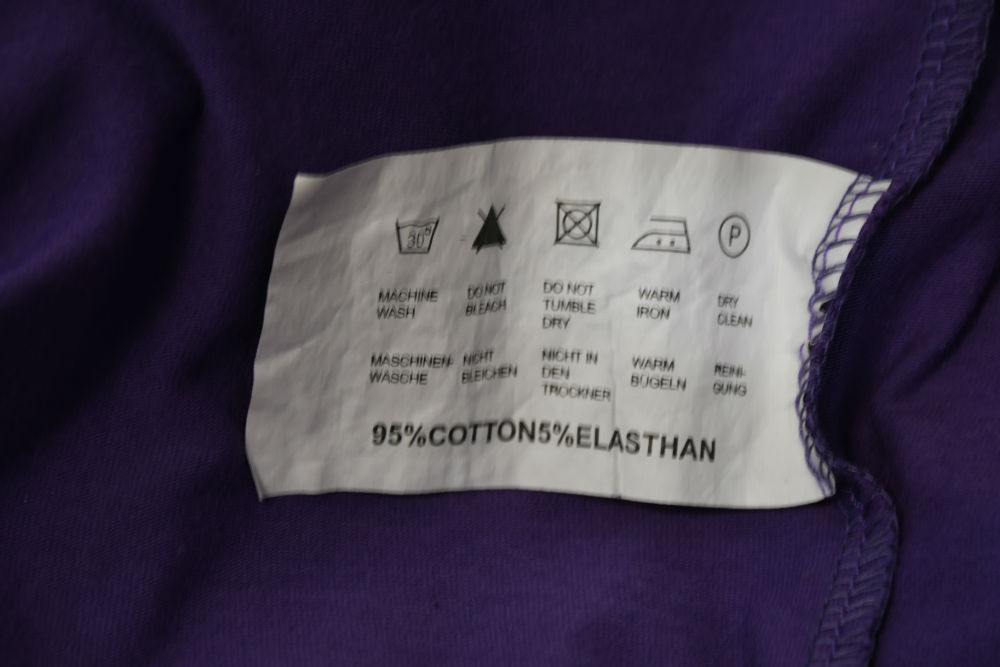 30°
P
MACHINE WASH
DO NOT BLEACH
DO NOT TUMBLE DRY
WARM IRON
DRY CLEAN
MASCHINEN-WÄSCHE
NICHT BLEICHEN
NICHT IN DEN TROCKNER
WARM BÜGELN
REINI-GUNG
95%COTTON5%ELASTHAN